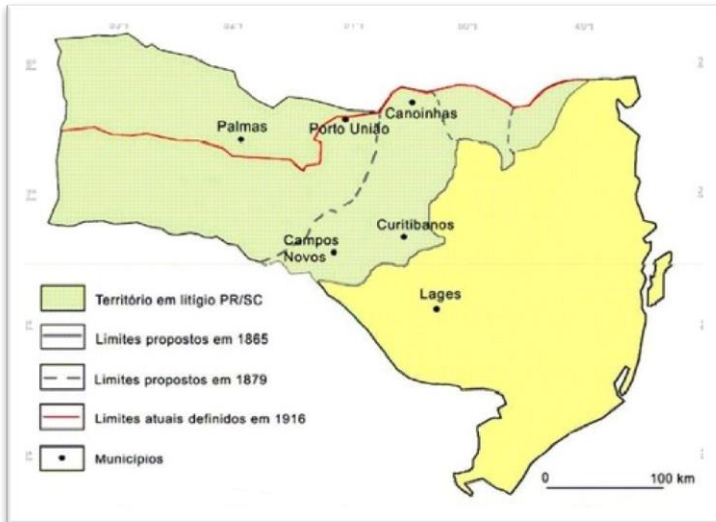 Palmas
Porto União
Canoinhas
Curitibanos
Campos
Novos
Lages
Território em litígio PR/SC
Limites propostos em 1865
Limites propostos em 1879
Limites atuais definidos em 1916
Municípios
0 100 km